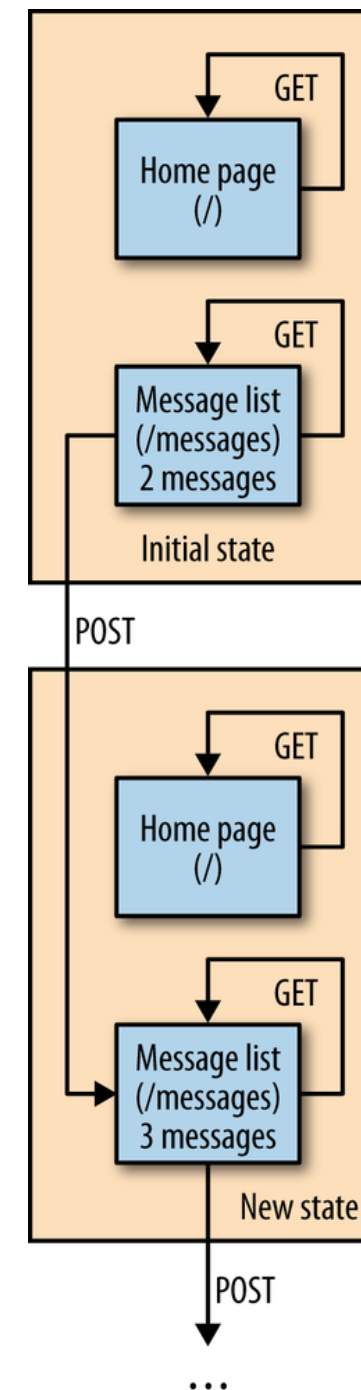 GET
Home page
(/)
GET
Message list
(/messages)
2 messages
Initial state
POST
GET
Home page
(/)
GET
Message list
(/messages)
3 messages
New state
POST
...